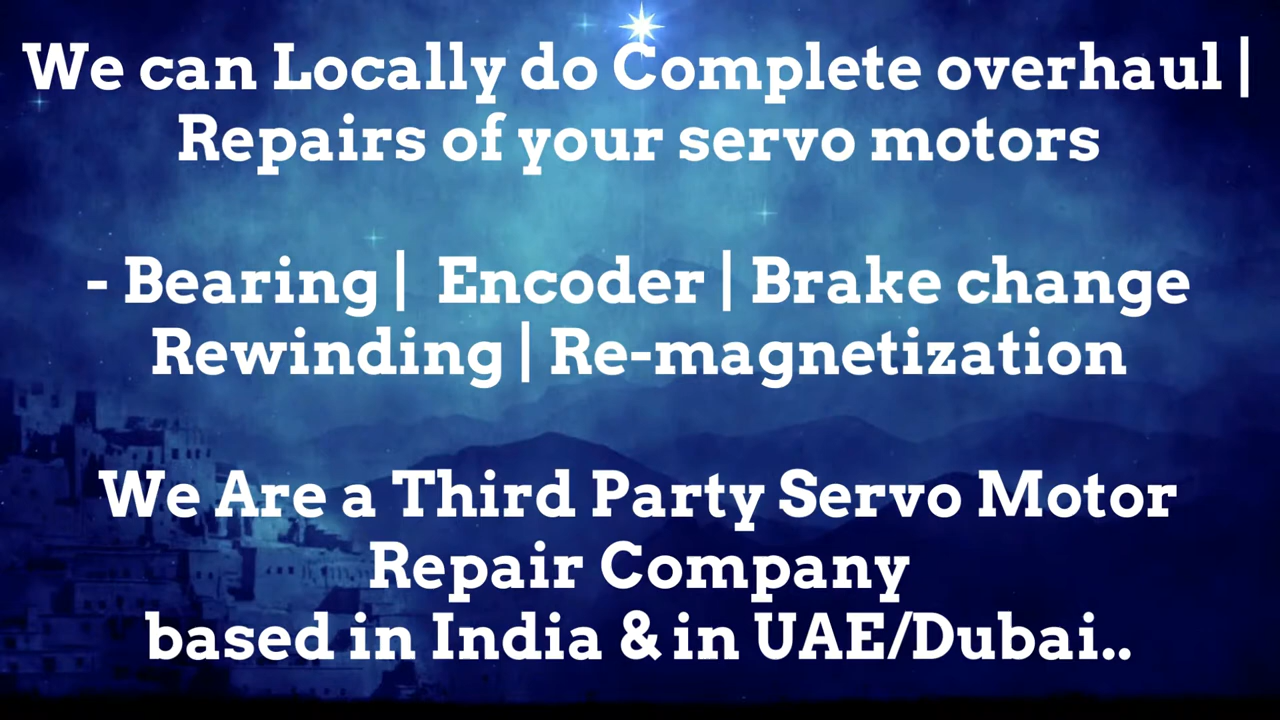 We can Locally do Complete overhaul |
Repairs of your servo motors
- Bearing | Encoder | Brake change
Rewinding | Re-magnetization
We Are a Third Party Servo Motor
Repair Company
based in India & in UAE/Dubai..